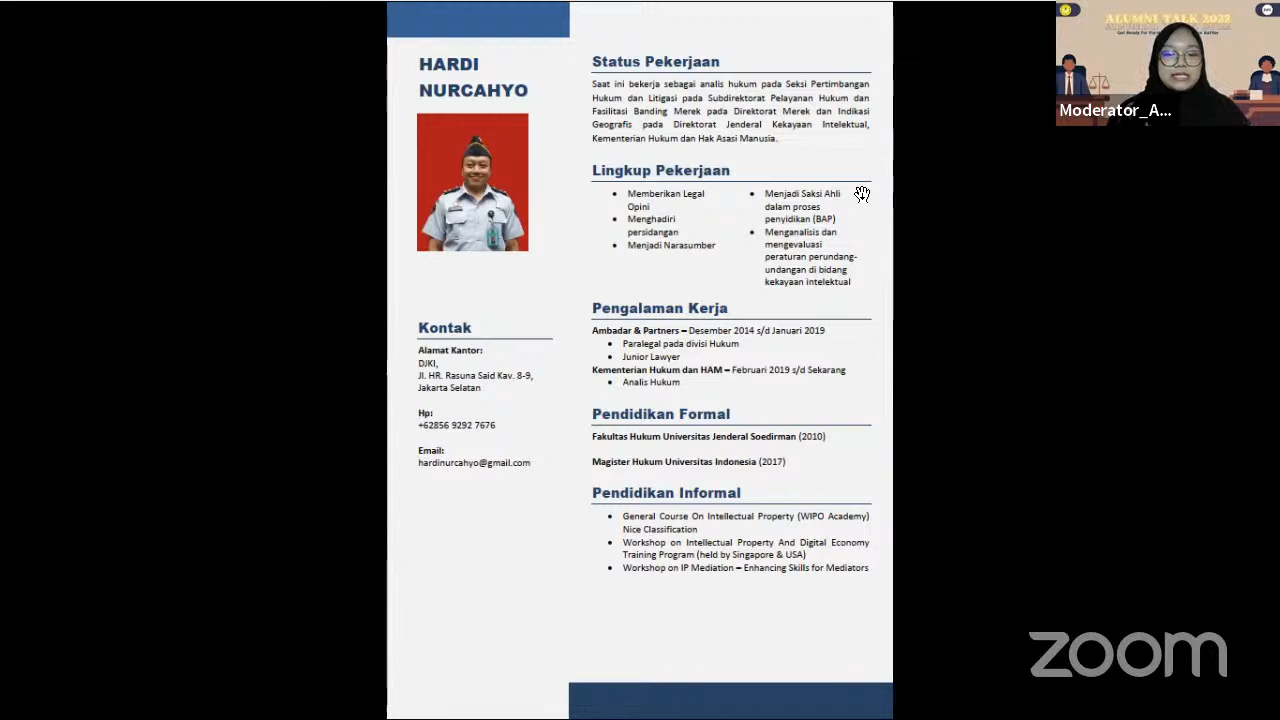 HARDI
NURCAHYO
Kontak
Alamat Kantor:
DJKI,
Jl. HR. Rasuna Said Kav. 8-9,
Jakarta Selatan
Hp:
+62856 9292 7676
Email:
hardinurcahyo@gmail.com
Status Pekerjaan
Saat ini bekerja sebagai analis hukum pada Seksi Pertimbangan
Hukum dan Litigasi pada Subdirektorat Pelayanan Hukum dan
Fasilitasi Banding Merek pada Direktorat Merek dan Indikasi
Geografis pada Direktorat Jenderal Kekayaan Intelektual,
Kementerian Hukum dan Hak Asasi Manusia.
Lingkup Pekerjaan
• Memberikan Legal
Opini
• Menghadiri
persidangan
• Menjadi Narasumber
• Menjadi Saksi Ahli
dalam proses
penyidikan (BAP)
• Menganalisis dan
mengevaluasi
peraturan perundang-
undangan di bidang
kekayaan intelektual
Pengalaman Kerja
Ambadar & Partners – Desember 2014 s/d Januari 2019
• Paralegal pada divisi Hukum
• Junior Lawyer
Kementerian Hukum dan HAM – Februari 2019 s/d Sekarang
• Analis Hukum
Pendidikan Formal
Fakultas Hukum Universitas Jenderal Soedirman (2010)
Magister Hukum Universitas Indonesia (2017)
Pendidikan Informal
• General Course On Intellectual Property (WIPO Academy)
Nice Classification
• Workshop on Intellectual Property And Digital Economy
Training Program (held by Singapore & USA)
• Workshop on IP Mediation – Enhancing Skills for Mediators
ALUMNI TALK 2022
Moderator_A...
zoom